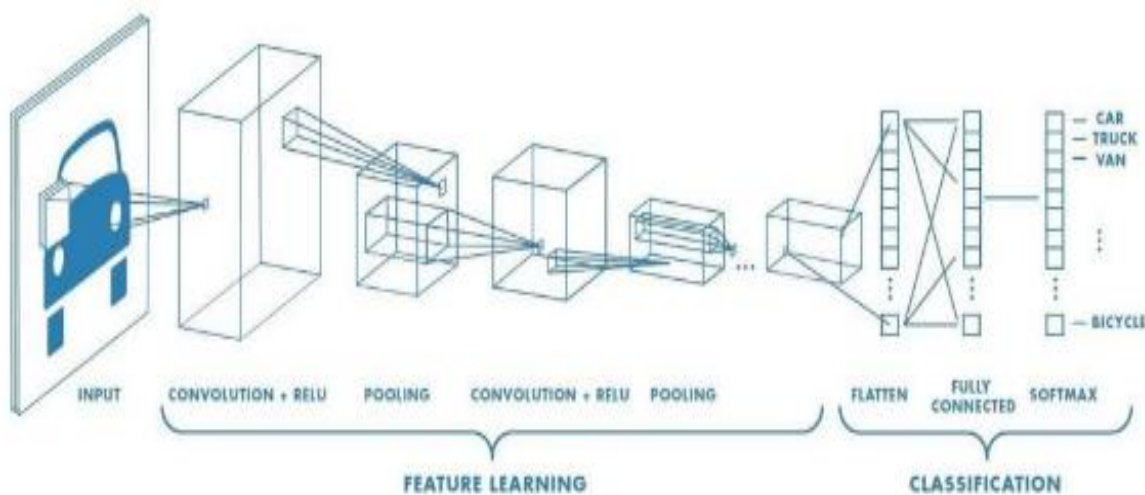 CAR
TRUCK
VAN
BICYCLE
INPUT
CONVOLUTION + RELU
POOLING
CONVOLUTION + RELU
POOLING
FLATTEN
FULLY
CONNECTED
SOFTMAX
FEATURE LEARNING
CLASSIFICATION